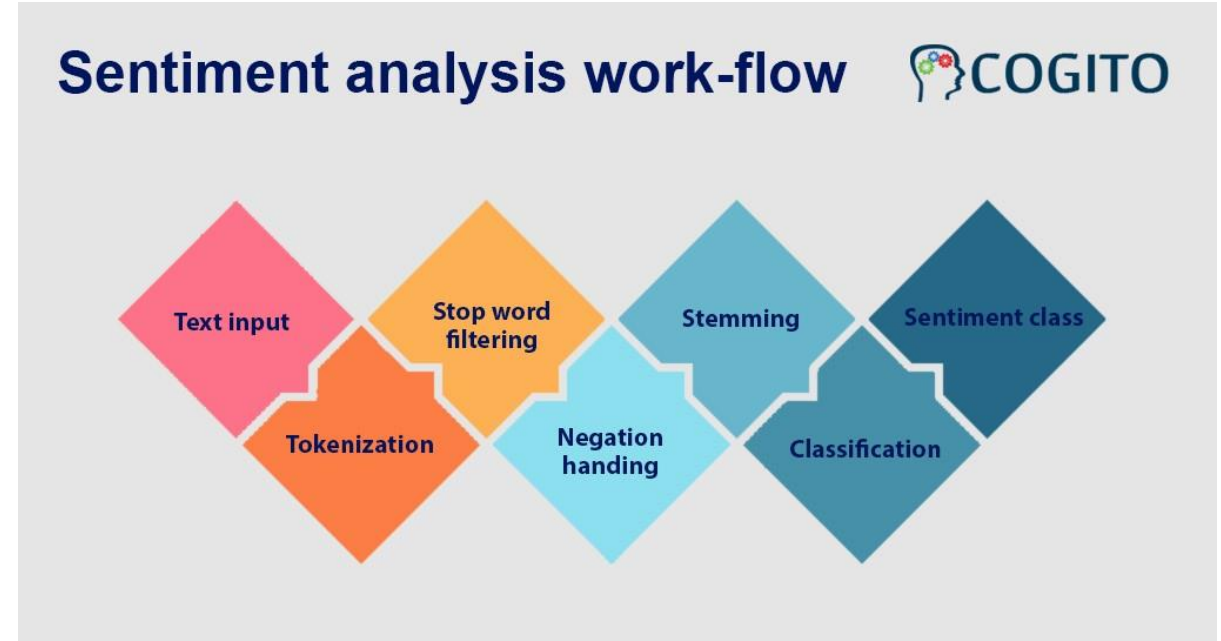 Sentiment analysis work-flow
COGITO
Text input
Tokenization
Stop word
filtering
Negation
handing
Stemming
Classification
Sentiment class